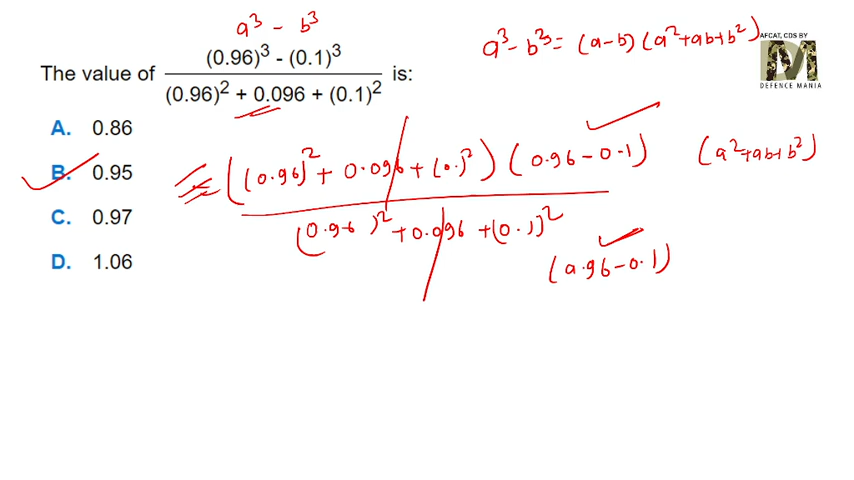 a³ - b³
a³ - b³ = (a-b) (a²+ab+b²)
AFCAT, CDS BY
DEFENCE MANIA
The value of (0.96)³ - (0.1)³ is:
(0.96)² + 0.096 + (0.1)²
A. 0.86
B. 0.95
C. 0.97
D. 1.06
((0.96)² + 0.096 + (0.)²) (0.96 - 0.1)
(a²+ab+b²)
(0.96)² + 0.096 + (0.1)²
(0.96 - 0.1)